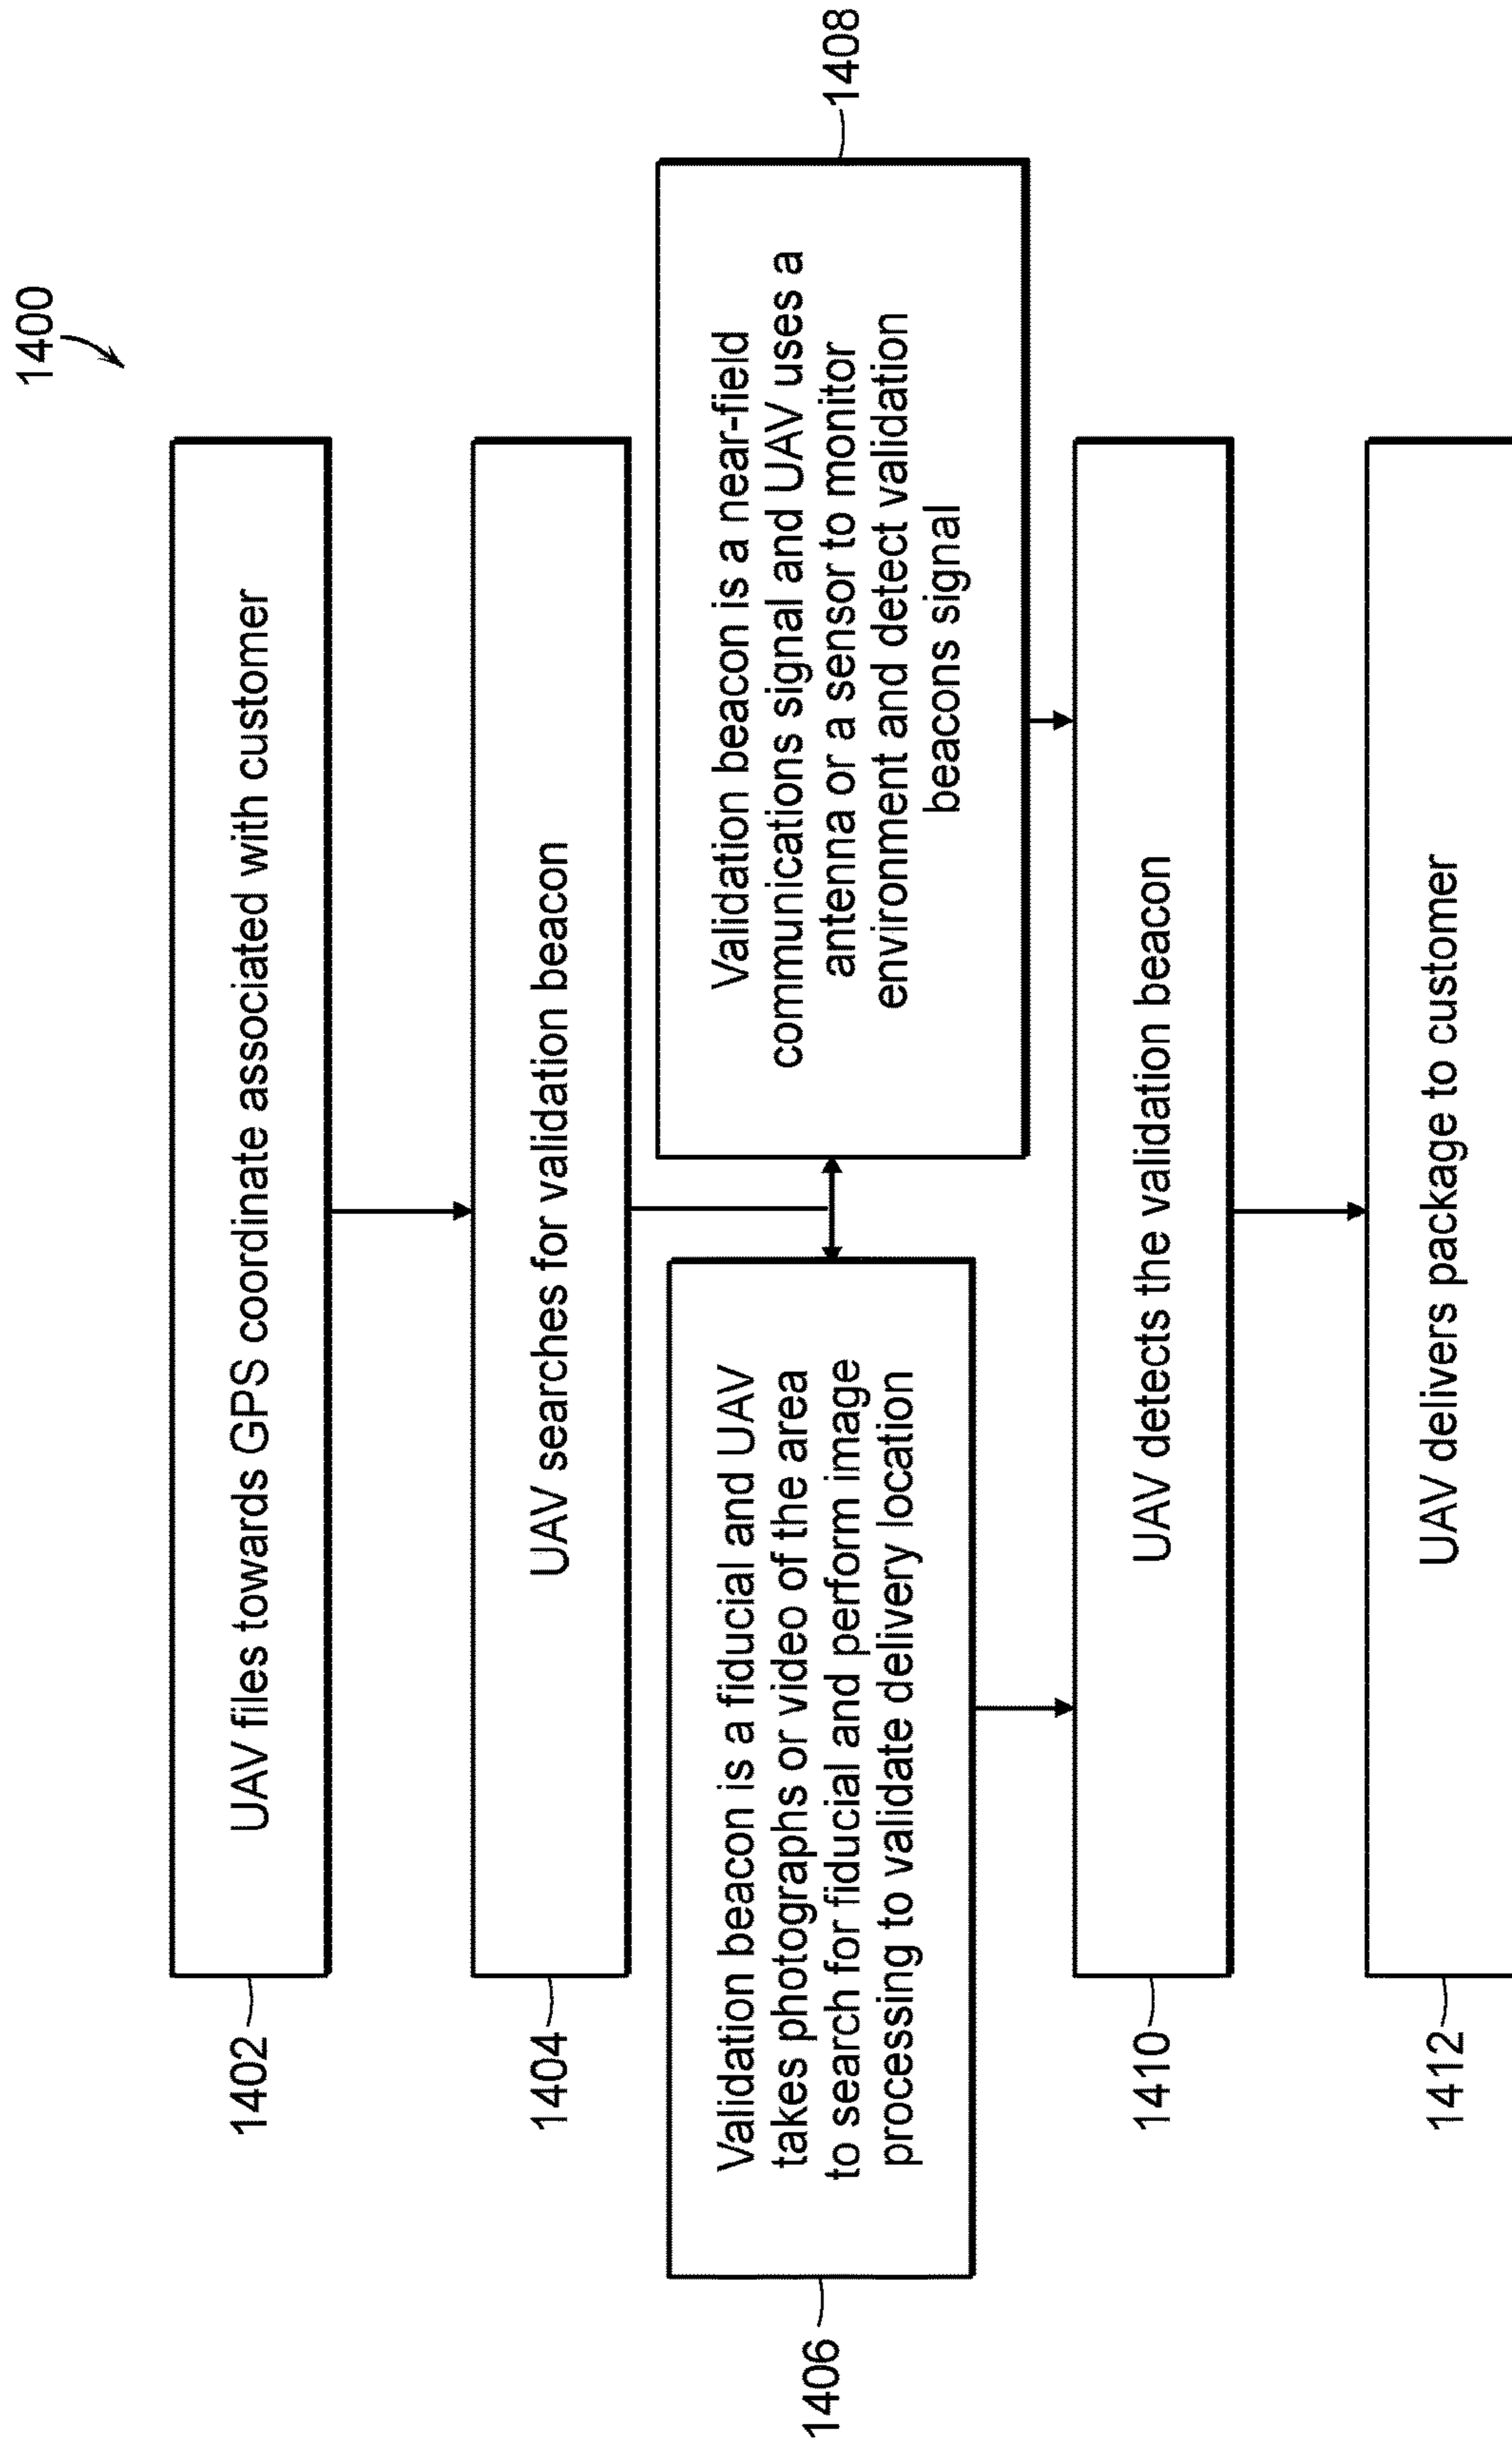 1400
UAV files towards GPS coordinate associated with customer
1402
UAV searches for validation beacon
1404
Validation beacon is a fiducial and UAV
takes photographs or video of the area
to search for fiducial and perform image
processing to validate delivery location
1406
Validation beacon is a near-field
communications signal and UAV uses a
antenna or a sensor to monitor
environment and detect validation
beacons signal
1408
UAV detects the validation beacon
1410
UAV delivers package to customer
1412